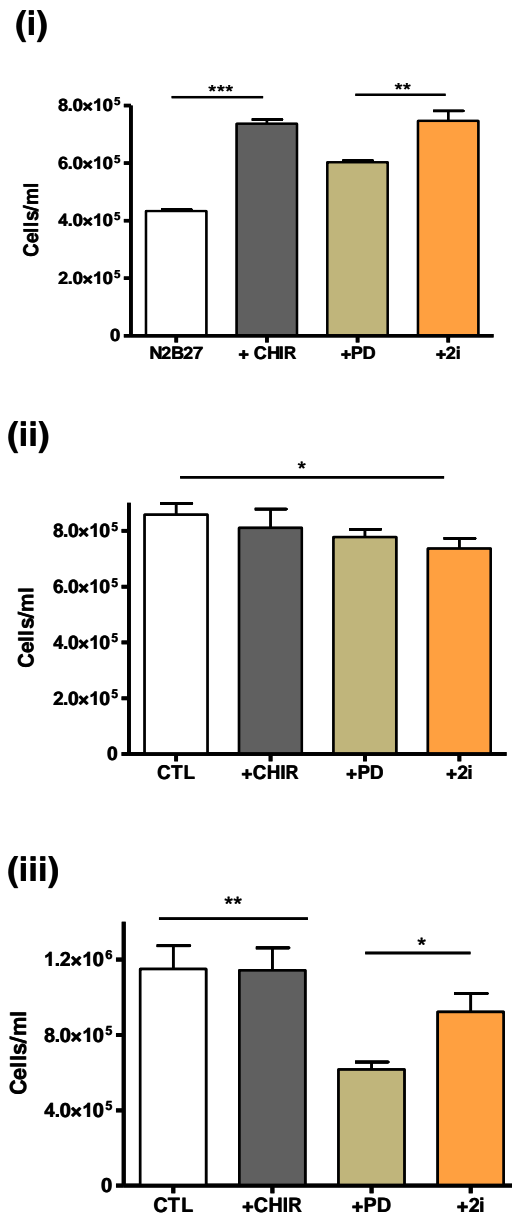 (i)
***
**
8.0×10⁵
6.0×10⁵
4.0×10⁵
2.0×10⁵
0
Cells/ml
N2B27 + CHIR +PD +2i
(ii)
*
8.0×10⁵
6.0×10⁵
4.0×10⁵
2.0×10⁵
0
Cells/ml
CTL +CHIR +PD +2i
(iii)
**
*
1.2×10⁶
8.0×10⁵
4.0×10⁵
0
Cells/ml
CTL +CHIR +PD +2i